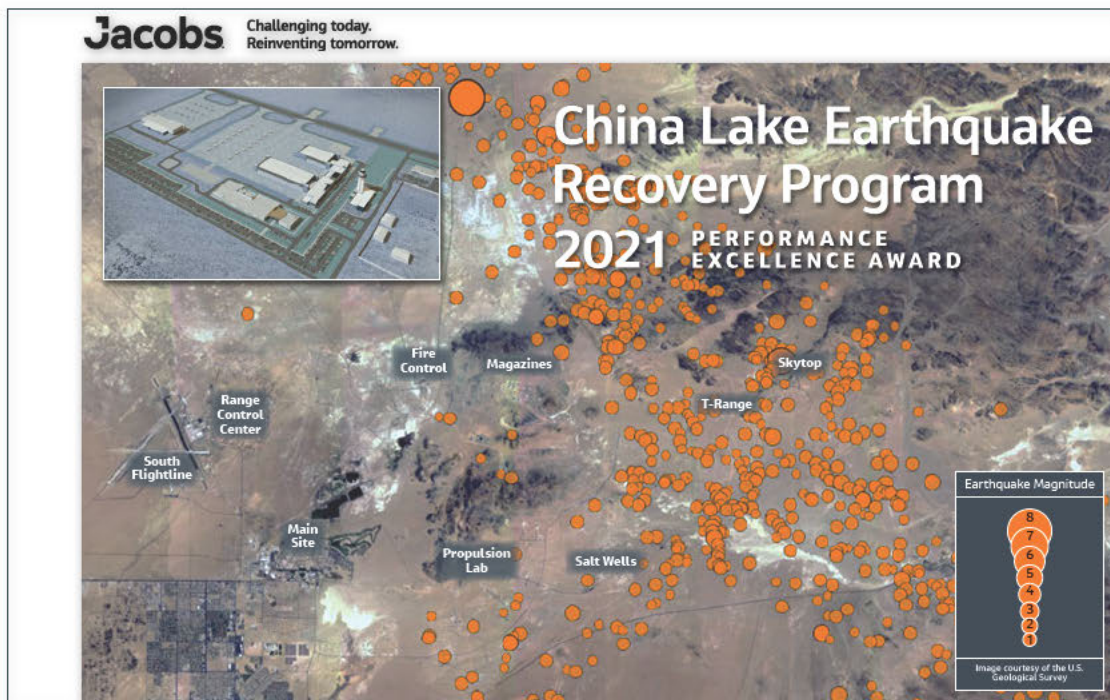 Jacobs
Challenging today.
Reinventing tomorrow.
China Lake Earthquake
Recovery Program
2021 PERFORMANCE
EXCELLENCE AWARD
Fire
Control
Magazines
Skytop
Range
Control
Center
T-Range
South
Flightline
Main
Site
Propulsion
Lab
Salt Wells
Earthquake Magnitude
8
7
6
5
4
3
2
1
Image courtesy of the U.S.
Geological Survey